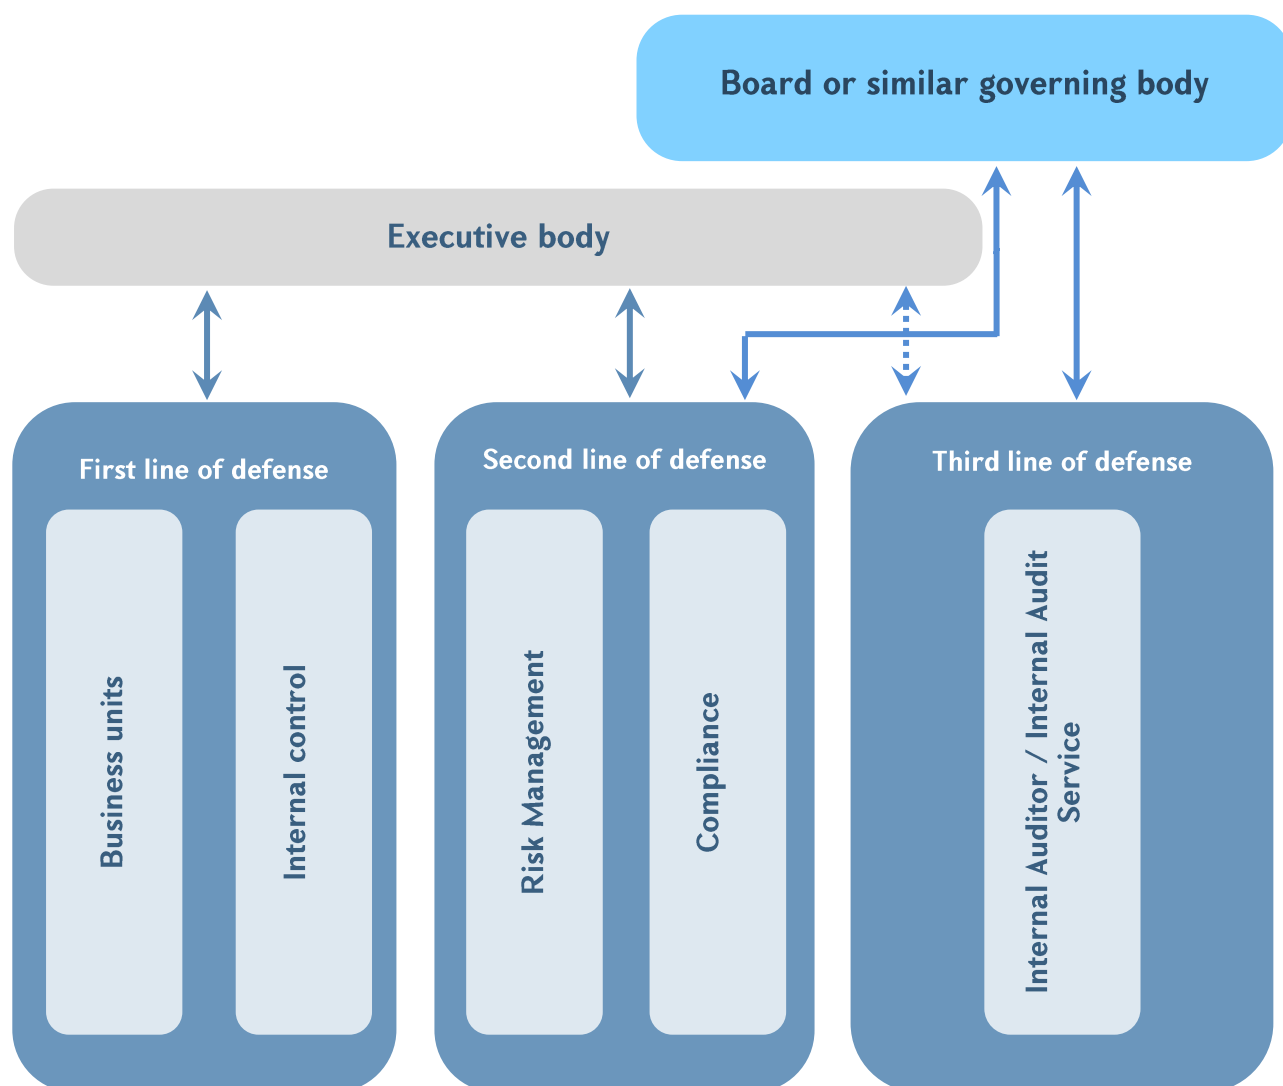 Board or similar governing body
Executive body
First line of defense
Second line of defense
Third line of defense
Business units
Internal control
Risk Management
Compliance
Internal Auditor / Internal Audit
Service